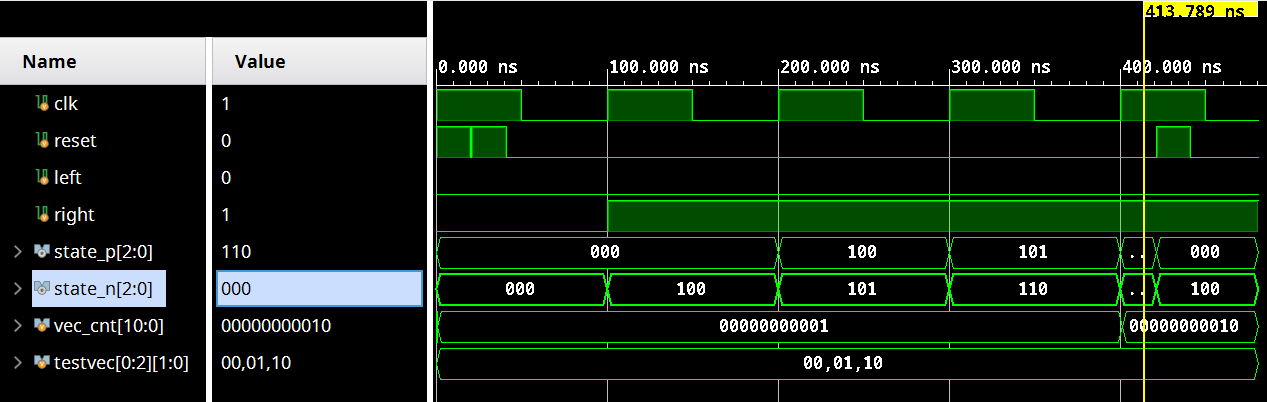 413.789 ns
Name Value 0.000 ns 100.000 ns 200.000 ns 300.000 ns 400.000 ns
clk 1
reset 0
left 0
right 1
state_p[2:0] 110 000 100 101 .. 000
state_n[2:0] 000 000 100 101 110 .. 100
vec_cnt[10:0] 00000000010 00000000001 00000000010
testvec[0:2][1:0] 00,01,10 00,01,10